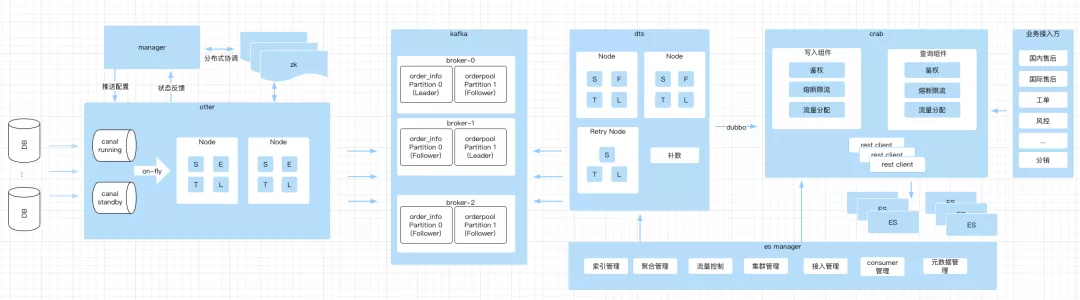 manager
分布式协调
zk
推送配置
状态反馈
otter
DB
...
DB
canal
running
canal
standby
on-fly
Node
S
E
T
L
Node
S
E
T
L
kafka
broker-0
order_info
Partition 0
(Leader)
orderpool
Partition 1
(Follower)
broker-1
order_info
Partition 0
(Follower)
orderpool
Partition 1
(Leader)
broker-2
order_info
Partition 0
(Follower)
orderpool
Partition 1
(Follower)
dts
Node
S
F
T
L
Node
S
F
T
L
Retry Node
S
T
L
补数
dubbo
crab
写入组件
鉴权
熔断限流
流量分配
查询组件
鉴权
熔断限流
流量分配
rest client
rest client
rest client
ES
ES
ES
ES
ES
ES
业务接入方
国内售后
国际售后
工单
风控
...
分销
es manager
索引管理
聚合管理
流量控制
集群管理
接入管理
consumer
管理
元数据管
理